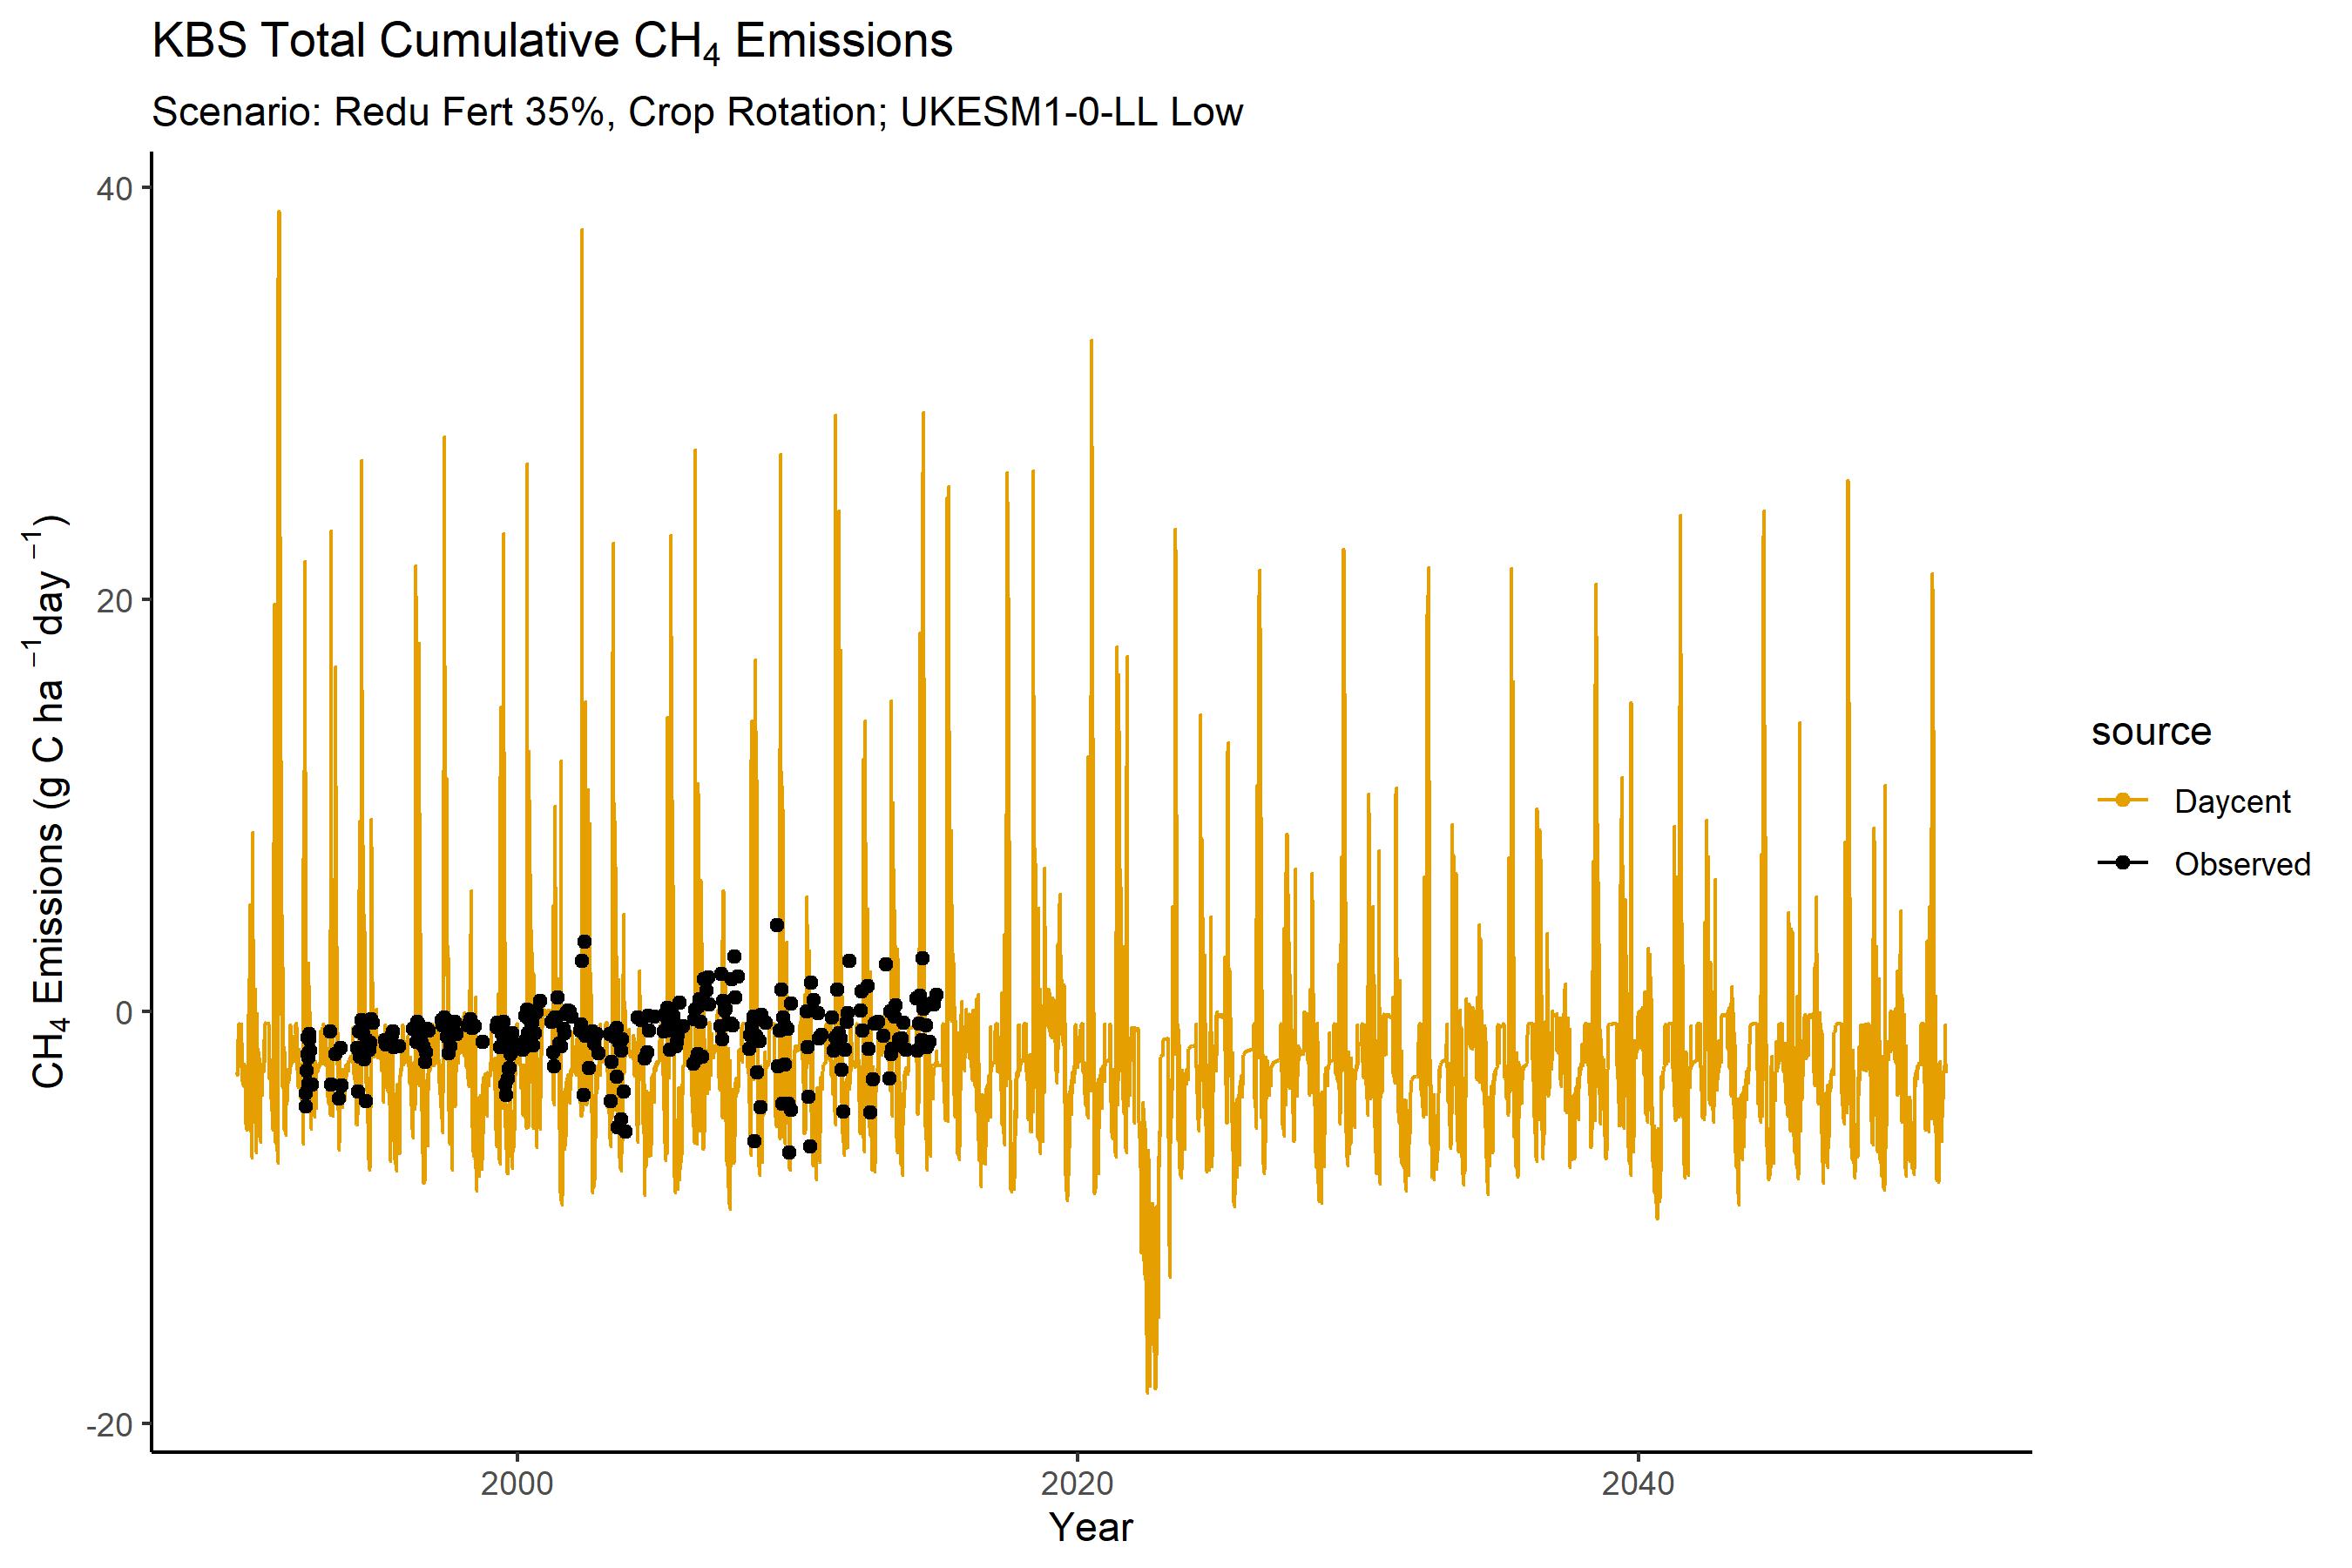 KBS Total Cumulative CH₄ Emissions
Scenario: Redu Fert 35%, Crop Rotation; UKESM1-0-LL Low
CH₄ Emissions (g C ha ⁻¹day ⁻¹)
40
20
0
-20
2000
2020
2040
Year
source
Daycent
Observed